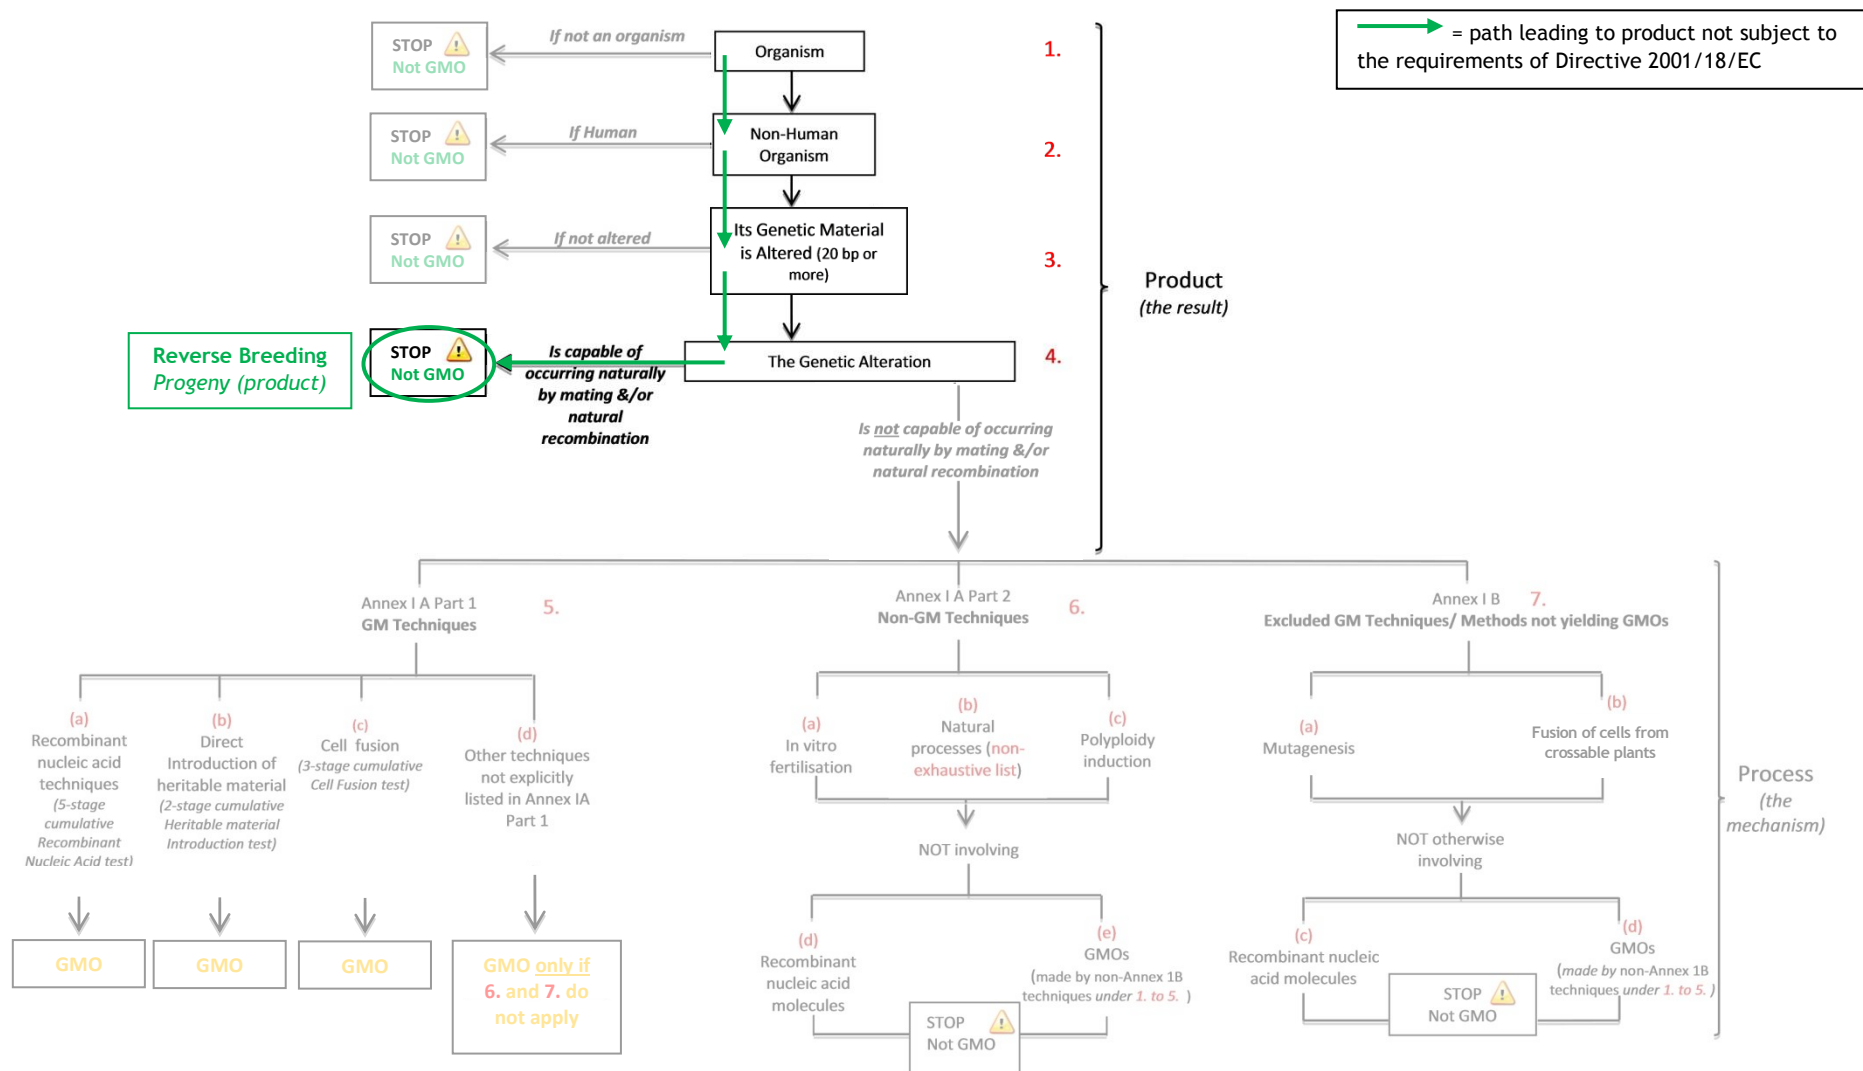 = path leading to product not subject to
the requirements of Directive 2001/18/EC
STOP
Not GMO
If not an organism
Organism
1.
STOP
Not GMO
If Human
Non-Human
Organism
2.
STOP
Not GMO
If not altered
Its Genetic Material
is Altered (20 bp or
more)
3.
Product
(the result)
Reverse Breeding
Progeny (product)
STOP
Not GMO
Is capable of
occurring naturally
by mating &/or
natural
recombination
The Genetic Alteration
4.
Is not capable of occurring
naturally by mating &/or
natural recombination
Annex I A Part 1
GM Techniques
5.
Annex I A Part 2
Non-GM Techniques
6.
Annex I B
7.
Excluded GM Techniques/ Methods not yielding GMOs
(a)
Recombinant
nucleic acid
techniques
(5-stage
cumulative
Recombinant
Nucleic Acid test)
(b)
Direct
Introduction of
heritable material
(2-stage cumulative
Heritable material
Introduction test)
(c)
Cell fusion
(3-stage cumulative
Cell Fusion test)
(d)
Other techniques
not explicitly
listed in Annex IA
Part 1
(a)
In vitro
fertilisation
(b)
Natural
processes (non-
exhaustive list)
(c)
Polyploidy
induction
(a)
Mutagenesis
(b)
Fusion of cells from
crossable plants
Process
(the
mechanism)
NOT involving
NOT otherwise
involving
GMO
GMO
GMO
GMO only if
6. and 7. do
not apply
(d)
Recombinant
nucleic acid
molecules
(e)
GMOs
(made by non-Annex 1B
techniques under 1. to 5. )
STOP
Not GMO
(c)
Recombinant nucleic
acid molecules
(d)
GMOs
(made by non-Annex 1B
techniques under 1. to 5. )
STOP
Not GMO